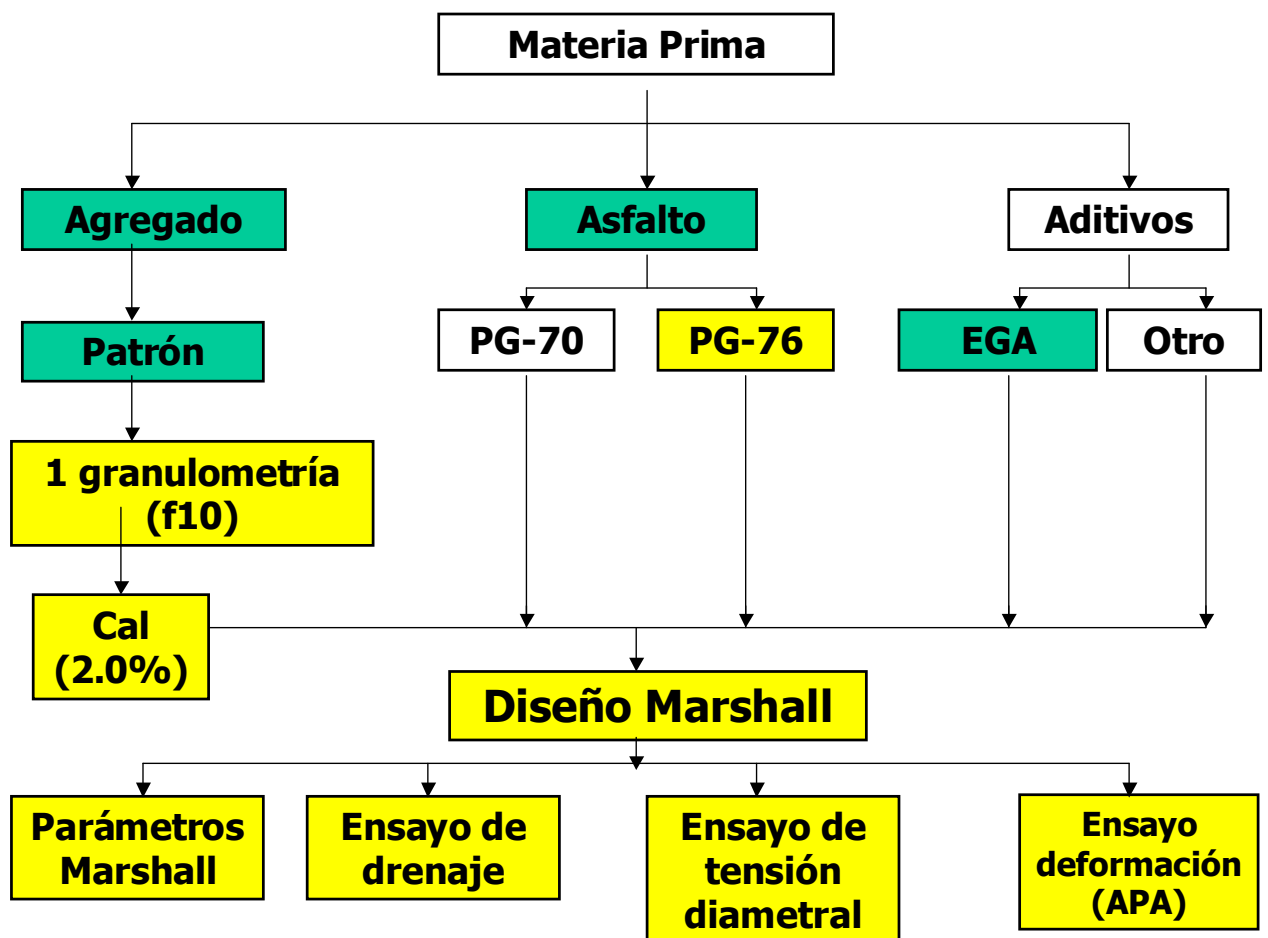 Materia Prima
Agregado
Asfalto
Aditivos
Patrón
PG-70
PG-76
EGA
Otro
1 granulometría
(f10)
Cal
(2.0%)
Diseño Marshall
Parámetros
Marshall
Ensayo de
drenaje
Ensayo de
tensión
diametral
Ensayo
deformación
(APA)